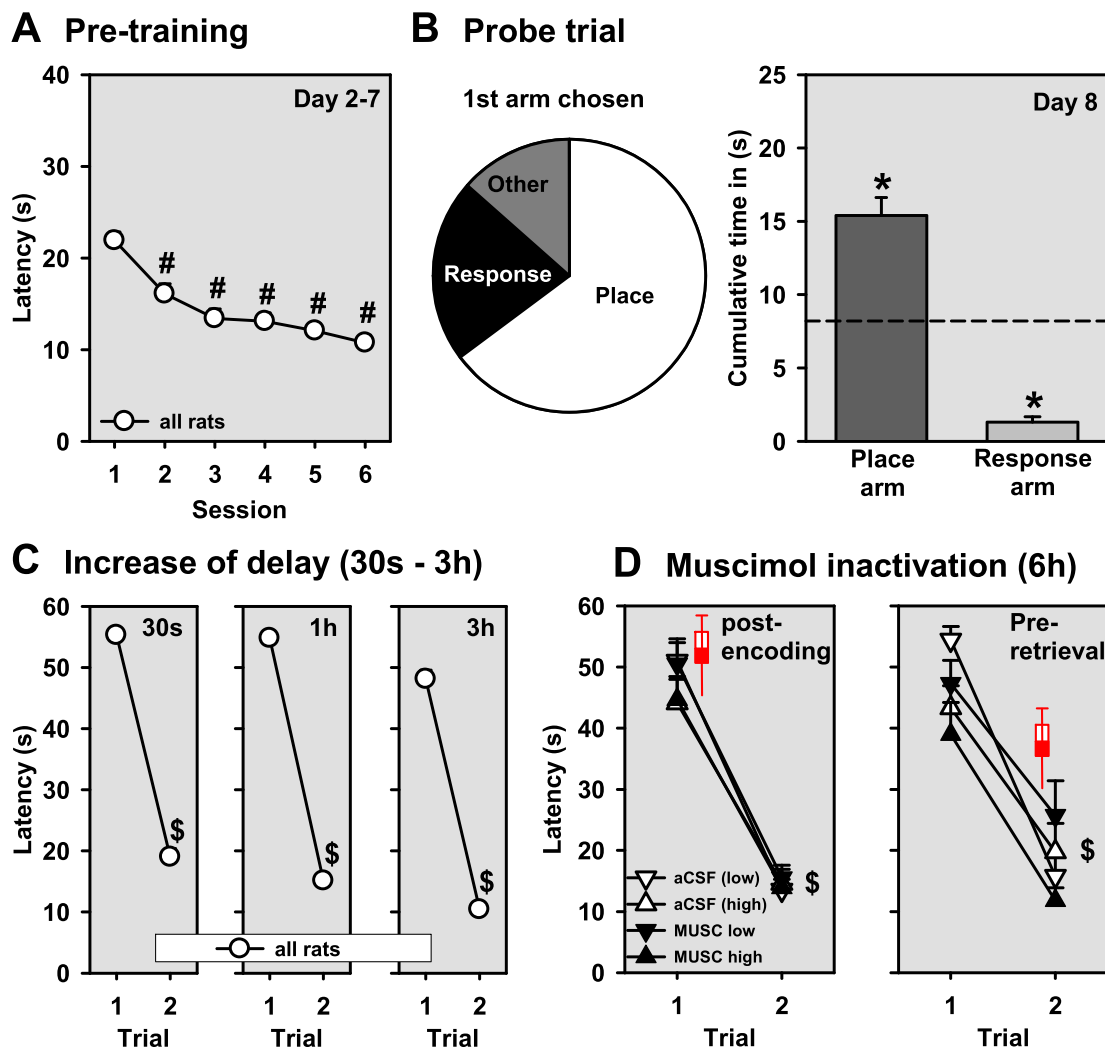 A Pre-training
40
30
20
10
0
Latency (s)
Day 2-7
#
#
#
#
#
all rats
1 2 3 4 5 6
Session
B Probe trial
1st arm chosen
Other
Response
Place
25
20
15
10
5
0
Cumulative time in (s)
Day 8
*
*
Place
arm
Response
arm
C Increase of delay (30s - 3h)
60
50
40
30
20
10
0
Latency (s)
30s
$
1h
$
3h
$
all rats
1 2
Trial
1 2
Trial
1 2
Trial
D Muscimol inactivation (6h)
60
50
40
30
20
10
0
Latency (s)
post-
encoding
$
aCSF (low)
aCSF (high)
MUSC low
MUSC high
1 2
Trial
Pre-
retrieval
$
1 2
Trial